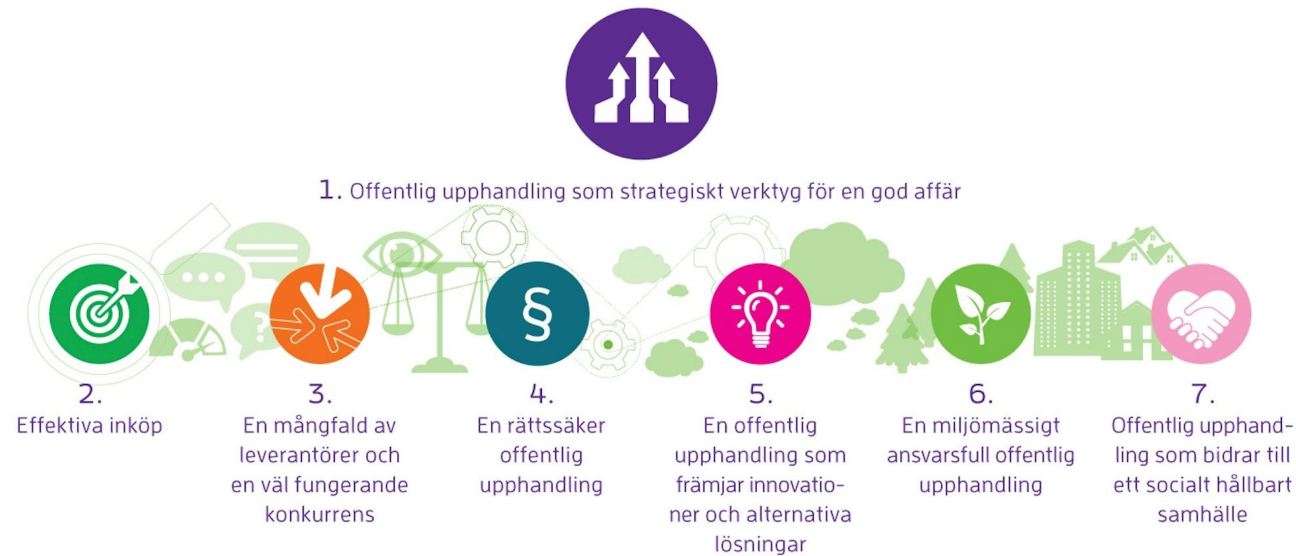 1. Offentlig upphandling som strategiskt verktyg för en god affär
?
§
2.
Effektiva inköp
3.
En mångfald av
leverantörer och
en väl fungerande
konkurrens
4.
En rättssäker
offentlig
upphandling
5.
En offentlig
upphandling som
främjar innovatio-
ner och alternativa
lösningar
6.
En miljömässigt
ansvarsfull offentlig
upphandling
7.
Offentlig upphand-
ling som bidrar till
ett socialt hållbart
samhälle